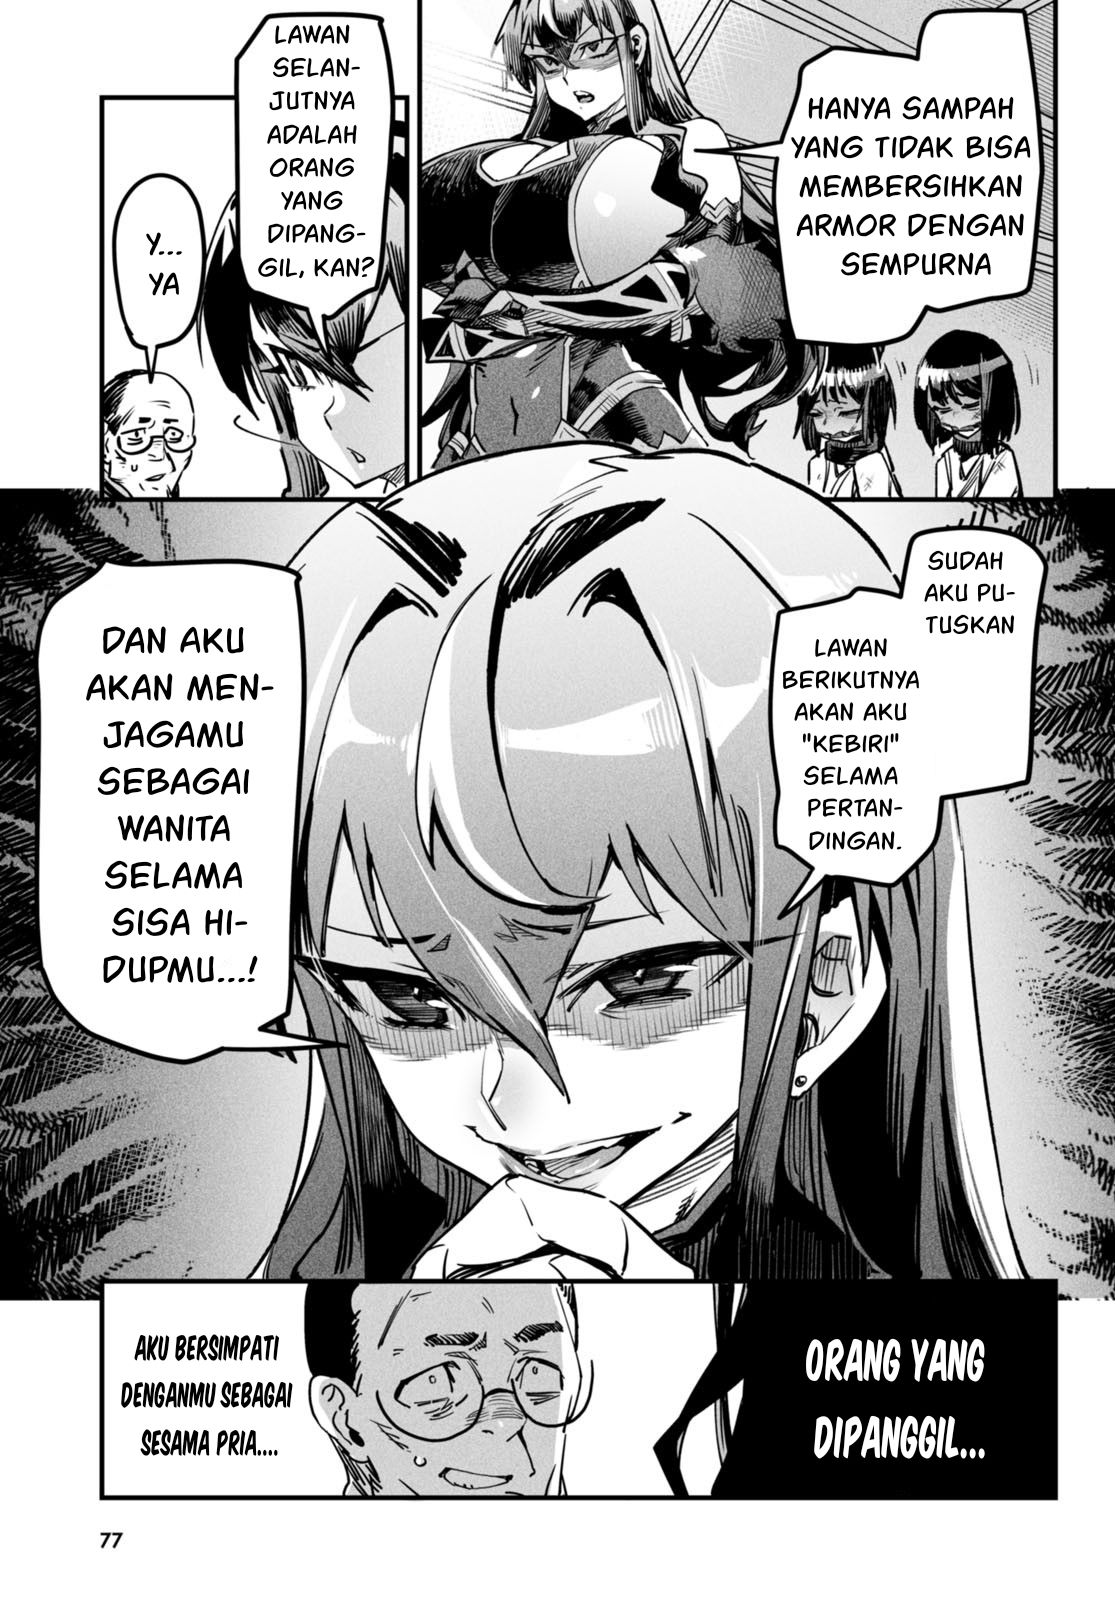 HANYA SAMPAH
YANG TIDAK BISA
MEMBERSIHKAN
ARMOR DENGAN
SEMPURNA
LAWAN
SELAN-
JUTNYA
ADALAH
ORANG
YANG
DIPANG-
GIL, KAN?
Y...
YA
SUDAH
AKU PU-
TUSKAN
LAWAN
BERIKUTNYA
AKAN AKU
"KEBIRI"
SELAMA
PERTAN-
DINGAN.
DAN AKU
AKAN MEN-
JAGAMU
SEBAGAI
WANITA
SELAMA
SISA HI-
DUPMU...!
ORANG YANG
DIPANGGIL...
AKU BERSIMPATI
DENGANMU SEBAGAI
SESAMA PRIA....
77